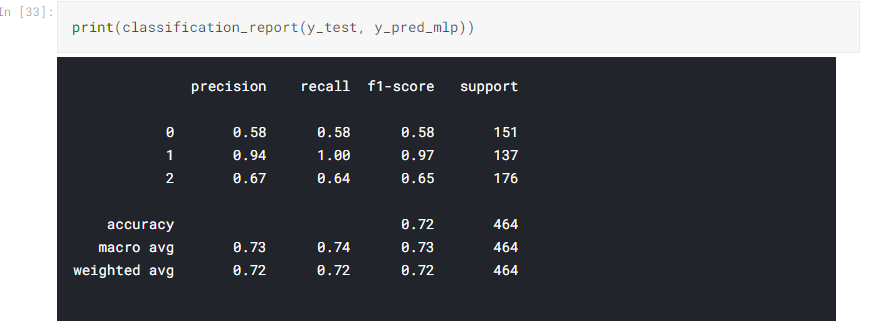 In [33]:
print(classification_report(y_test, y_pred_mlp))
precision recall f1-score support
0 0.58 0.58 0.58 151
1 0.94 1.00 0.97 137
2 0.67 0.64 0.65 176
accuracy 0.72 464
macro avg 0.73 0.74 0.73 464
weighted avg 0.72 0.72 0.72 464